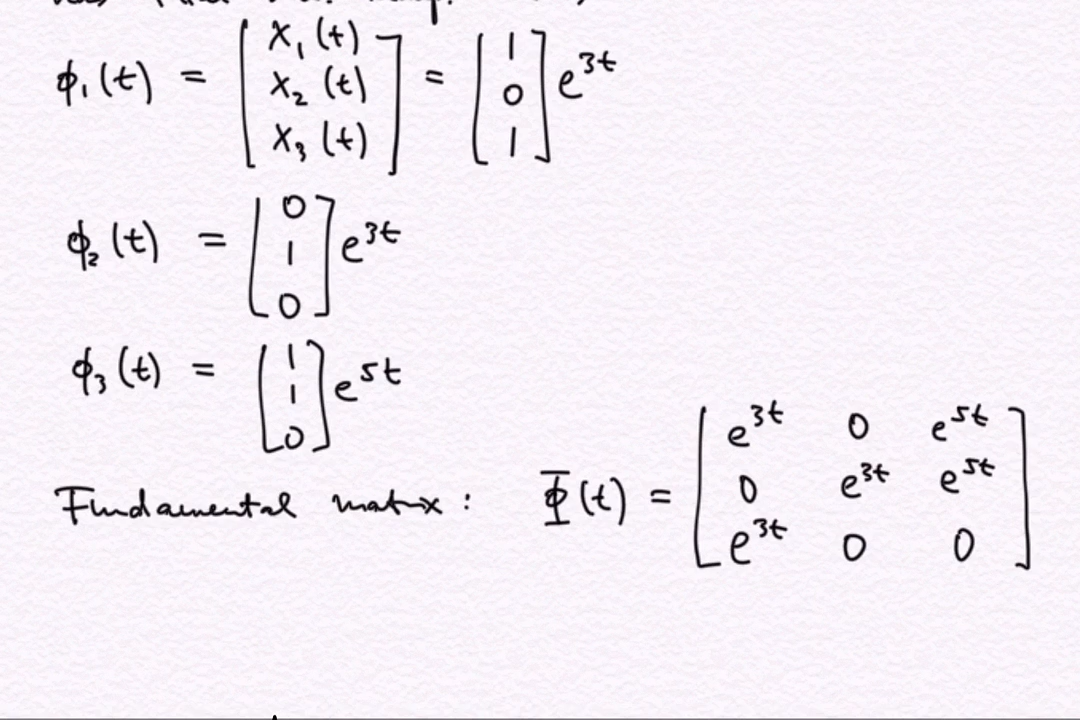 ϕ₁(t) = [x₁(t); x₂(t); x₃(t)] = [1; 0; 1] e^{3t}
ϕ₂(t) = [0; 1; 0] e^{3t}
ϕ₃(t) = [1; 1; 0] e^{5t}
Fundamental matrix : Φ(t) = [e^{3t} 0 e^{5t}; 0 e^{3t} e^{5t}; e^{3t} 0 0]